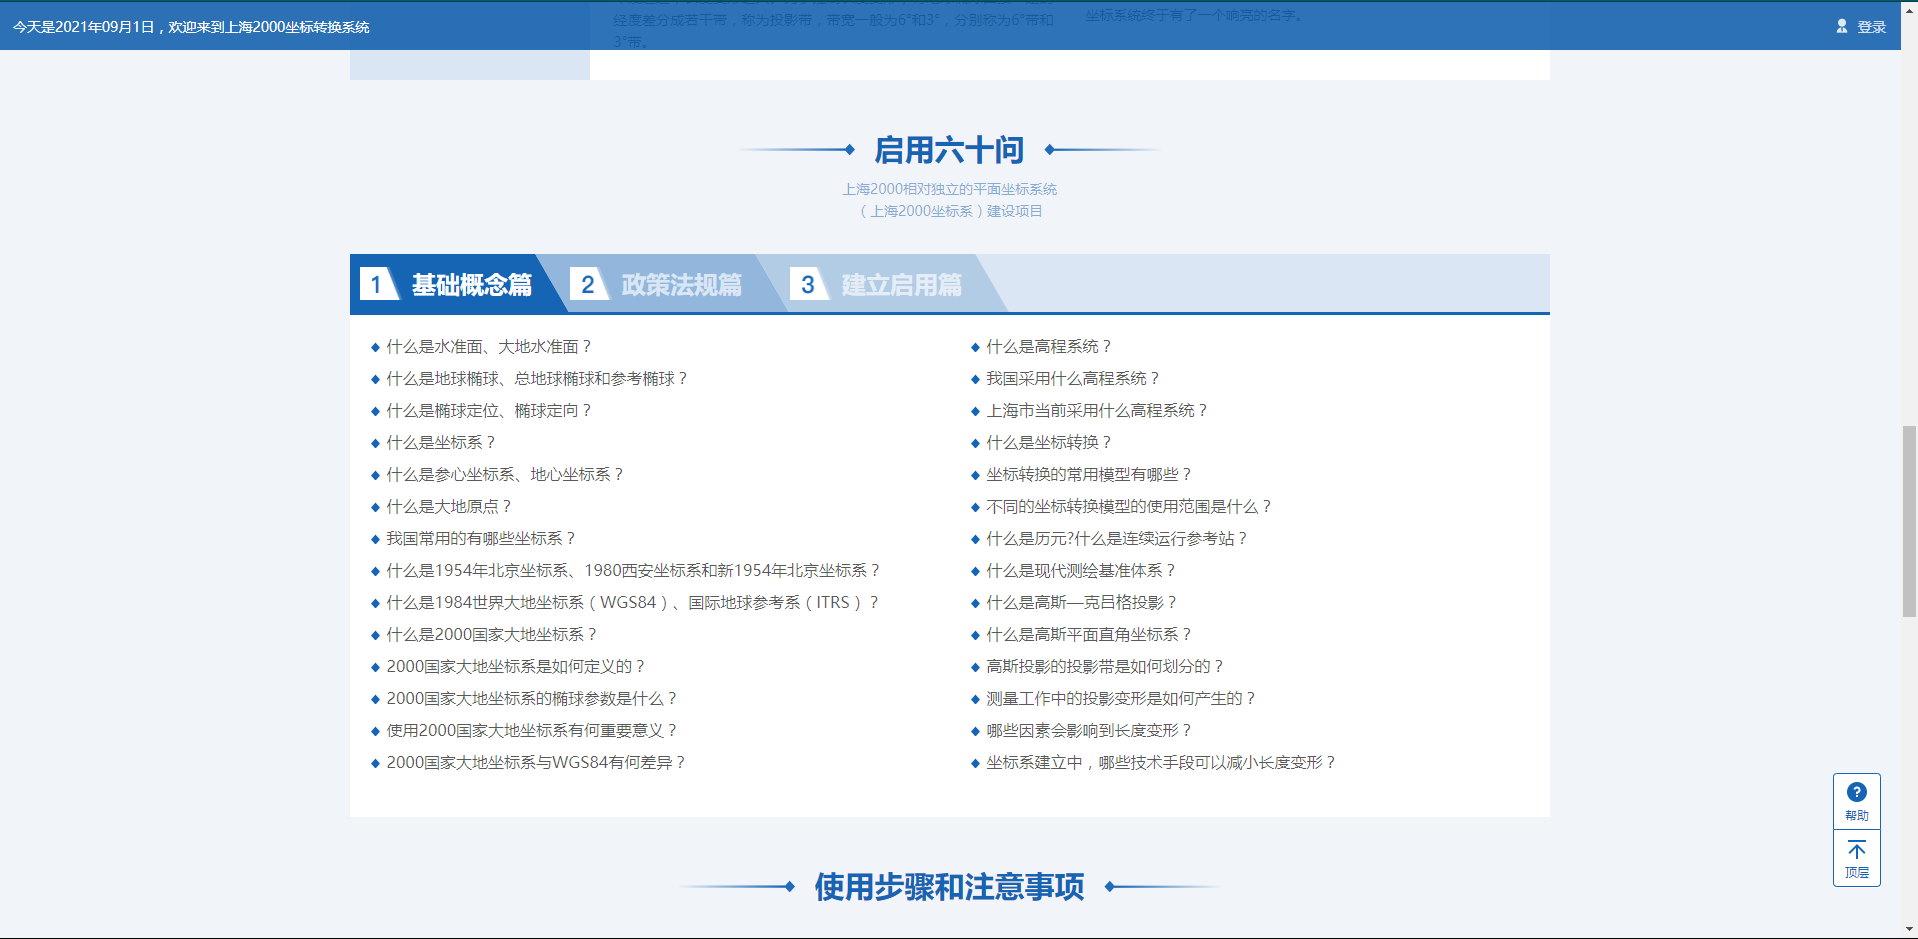 今天是2021年09月1日，欢迎来到上海2000坐标转换系统
登录
经度差分成若干带，称为投影带，带宽一般为6°和3°，分别称为6°带和
3°带。
坐标系统终于有了一个响亮的名字。
启用六十问
上海2000相对独立的平面坐标系统
（上海2000坐标系）建设项目
1 基础概念篇
2 政策法规篇
3 建立启用篇
什么是水准面、大地水准面？
什么是地球椭球、总地球椭球和参考椭球？
什么是椭球定位、椭球定向？
什么是坐标系？
什么是参心坐标系、地心坐标系？
什么是大地原点？
我国常用的有哪些坐标系？
什么是1954年北京坐标系、1980西安坐标系和新1954年北京坐标系？
什么是1984世界大地坐标系（WGS84）、国际地球参考系（ITRS）？
什么是2000国家大地坐标系？
2000国家大地坐标系是如何定义的？
2000国家大地坐标系的椭球参数是什么？
使用2000国家大地坐标系有何重要意义？
2000国家大地坐标系与WGS84有何差异？
什么是高程系统？
我国采用什么高程系统？
上海市当前采用什么高程系统？
什么是坐标转换？
坐标转换的常用模型有哪些？
不同的坐标转换模型的使用范围是什么？
什么是历元?什么是连续运行参考站？
什么是现代测绘基准体系？
什么是高斯—克吕格投影？
什么是高斯平面直角坐标系？
高斯投影的投影带是如何划分的？
测量工作中的投影变形是如何产生的？
哪些因素会影响到长度变形？
坐标系建立中，哪些技术手段可以减小长度变形？
帮助
顶层
使用步骤和注意事项